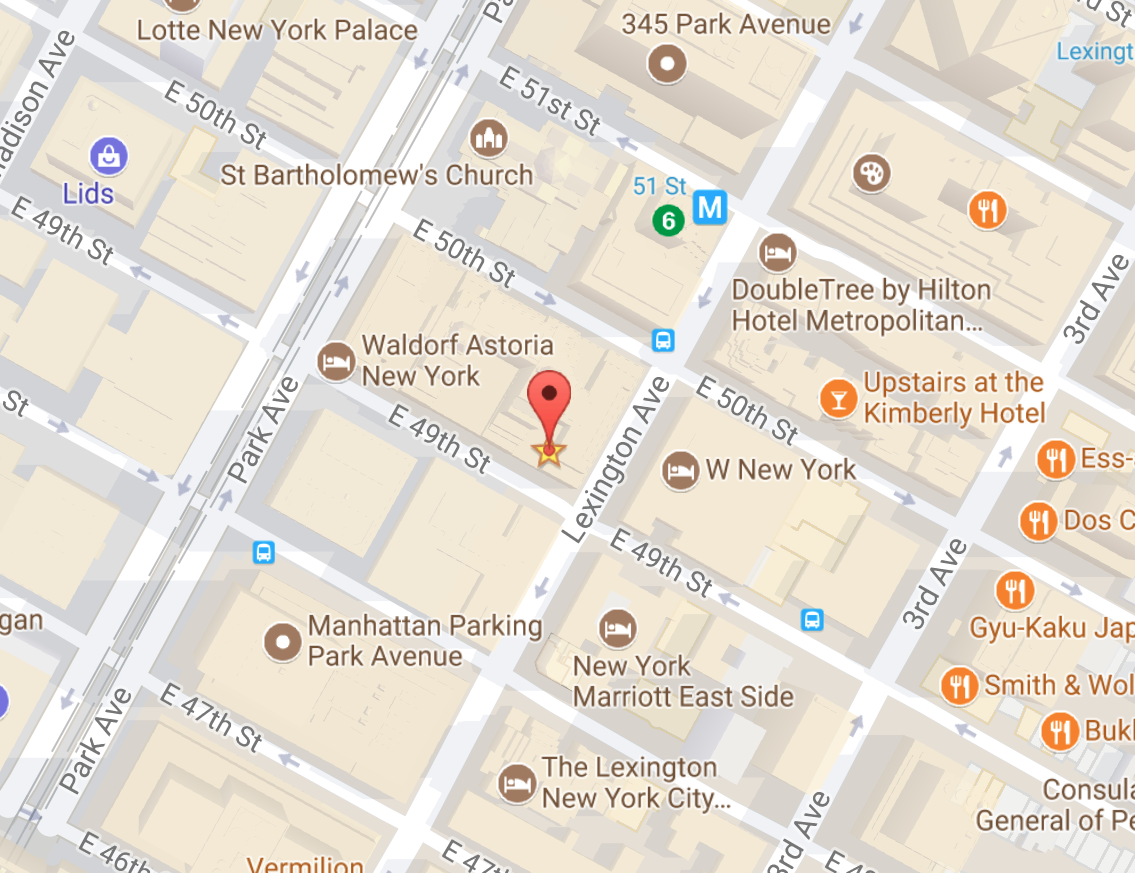 Lotte New York Palace
345 Park Avenue
Lexingt
E 50th St
E 51st St
Lids
St Bartholomew's Church
51 St
6
M
E 49th St
E 50th St
DoubleTree by Hilton
Hotel Metropolitan...
3rd Ave
Waldorf Astoria
New York
Upstairs at the
Kimberly Hotel
St
Park Ave
E 49th St
Lexington Ave
E 50th St
W New York
Ess-
Dos C
E 49th St
3rd Ave
Gyu-Kaku Jap
gan
Manhattan Parking
Park Avenue
New York
Marriott East Side
Smith & Wol
Park Ave
E 47th St
Bukh
The Lexington
New York City...
Consula
General of Pe
3rd Ave
E 46th
Vermilion
E 47th